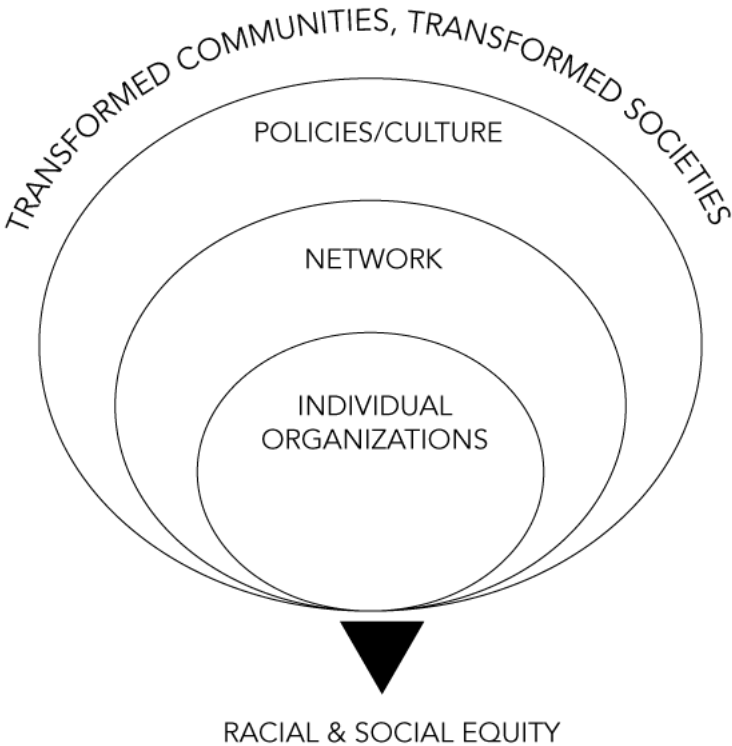 TRANSFORMED COMMUNITIES, TRANSFORMED SOCIETIES
POLICIES/CULTURE
NETWORK
INDIVIDUAL
ORGANIZATIONS
RACIAL & SOCIAL EQUITY